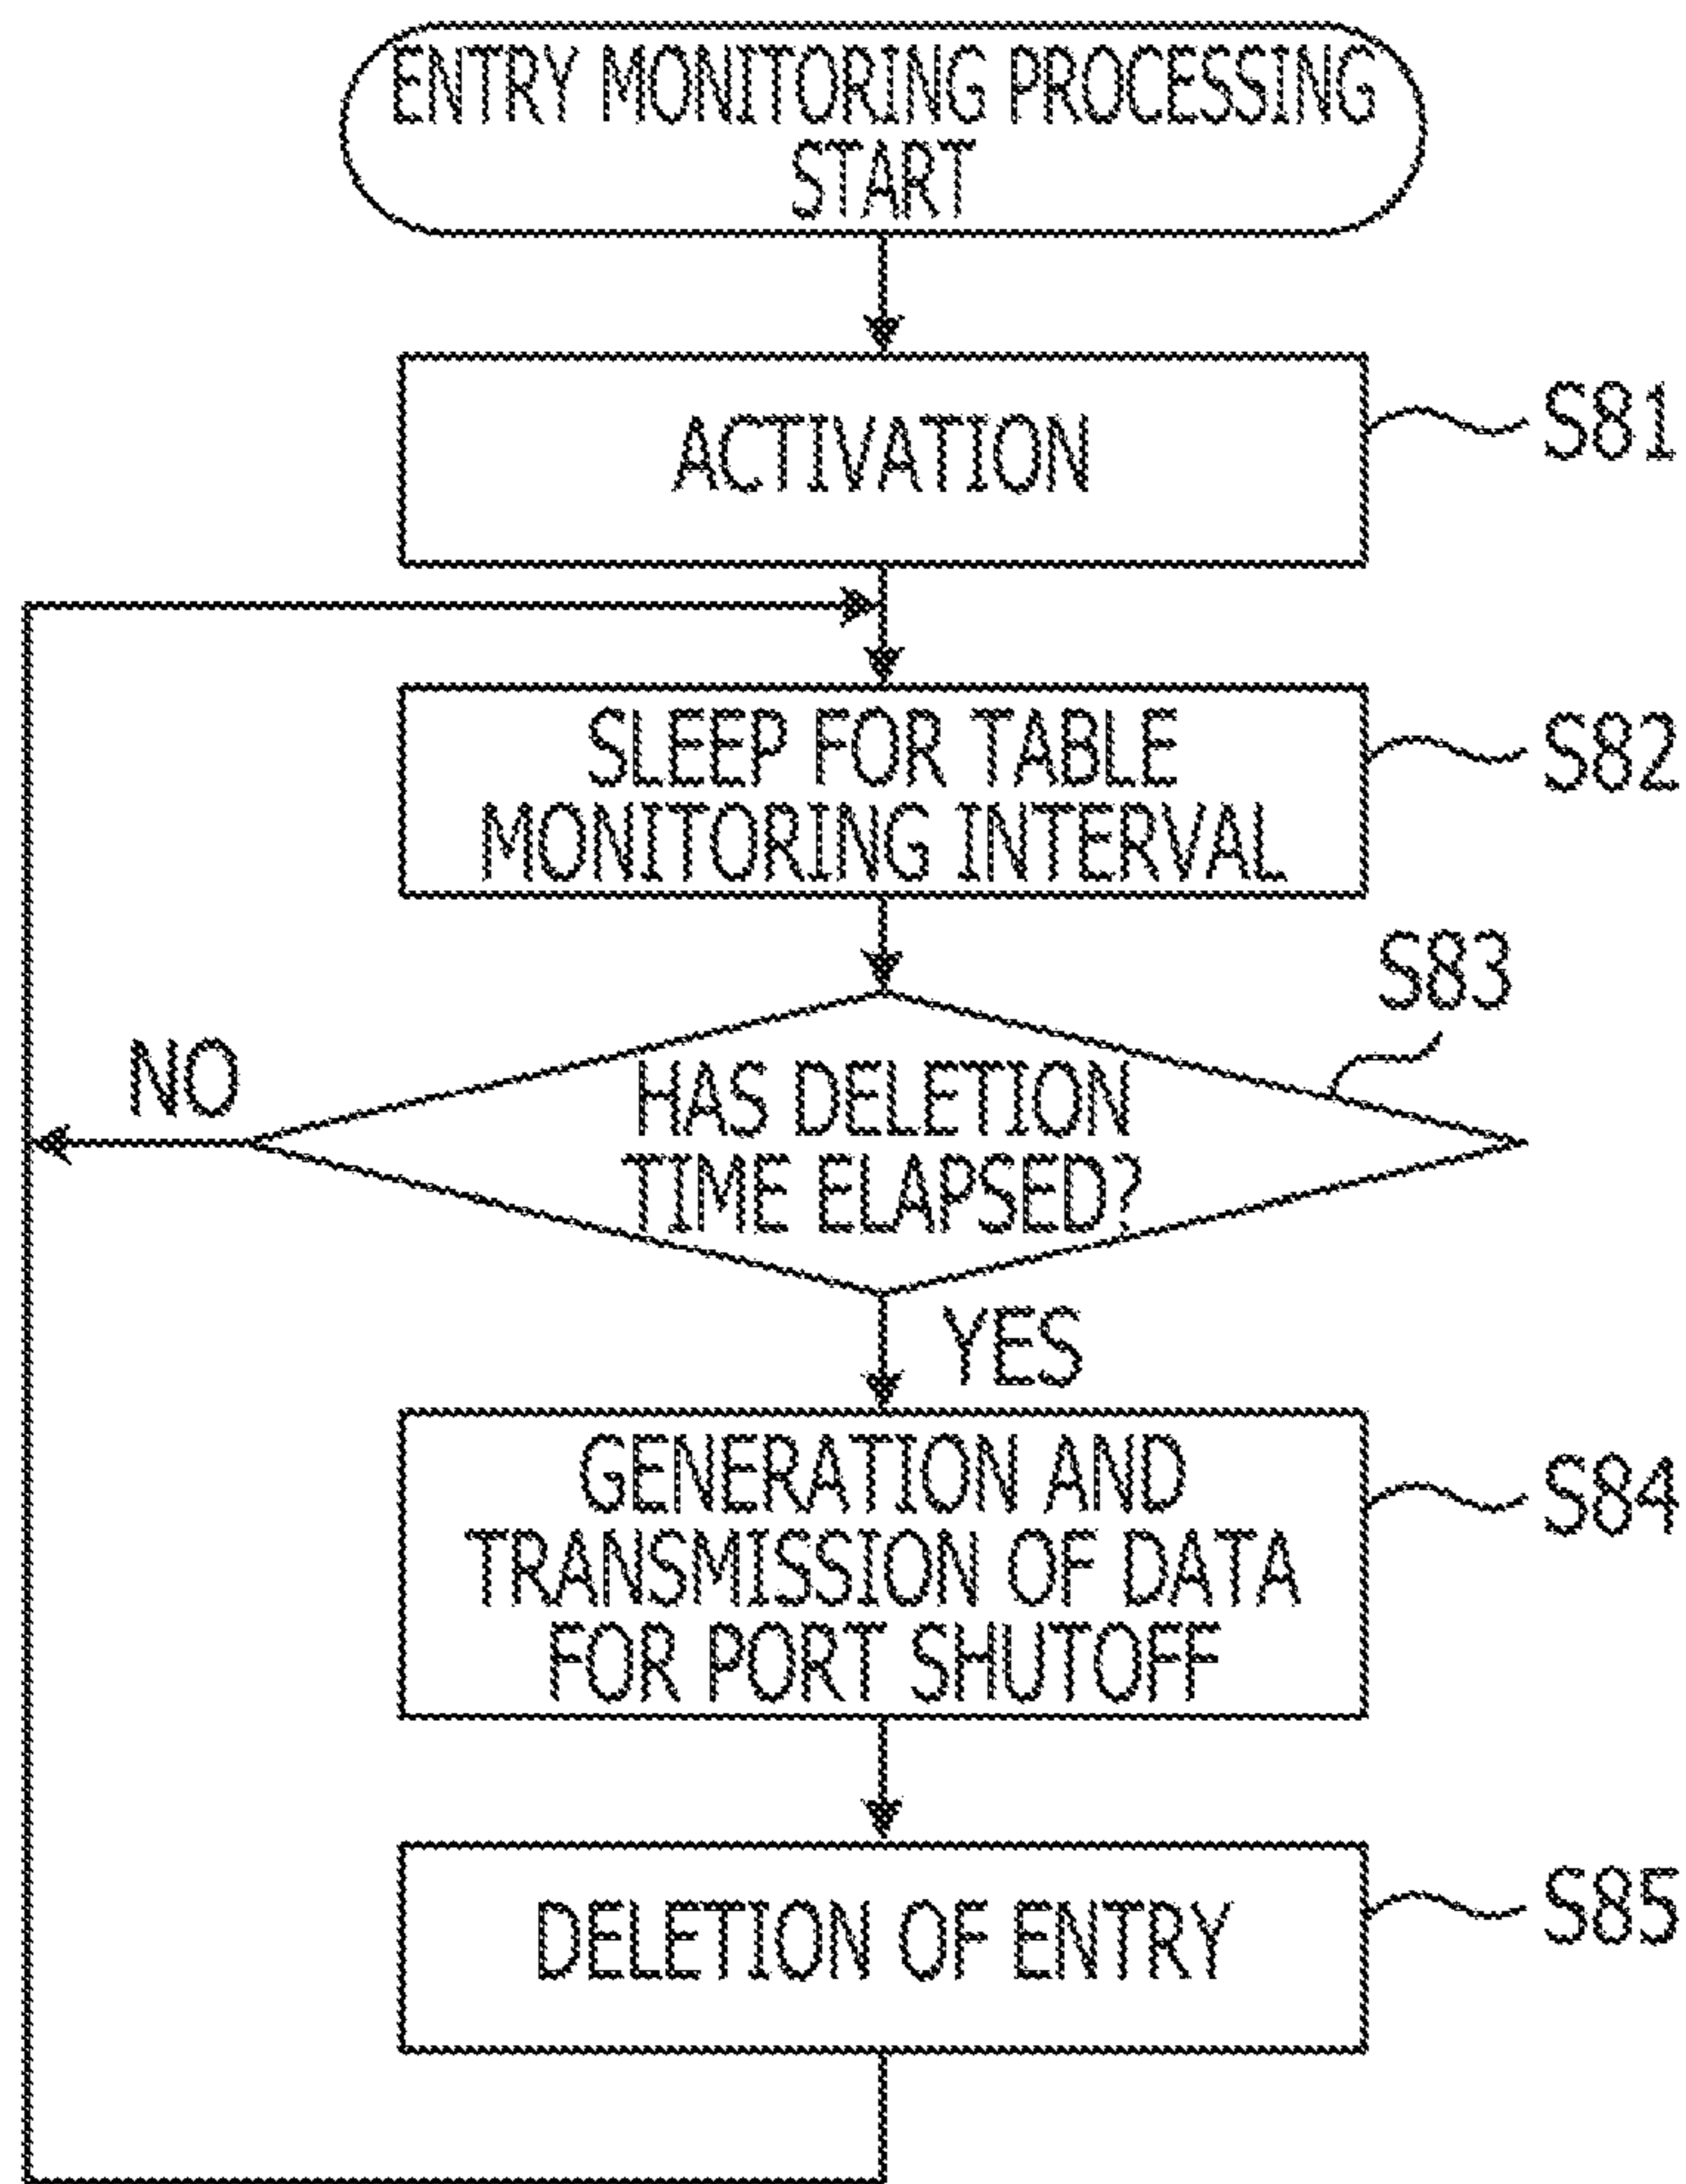 ENTRY MONITORING PROCESSING
START
ACTIVATION
S81
SLEEP FOR TABLE
MONITORING INTERVAL
S82
S83
HAS DELETION
TIME ELAPSED?
NO
YES
GENERATION AND
TRANSMISSION OF DATA
FOR PORT SHUTOFF
S84
DELETION OF ENTRY
S85